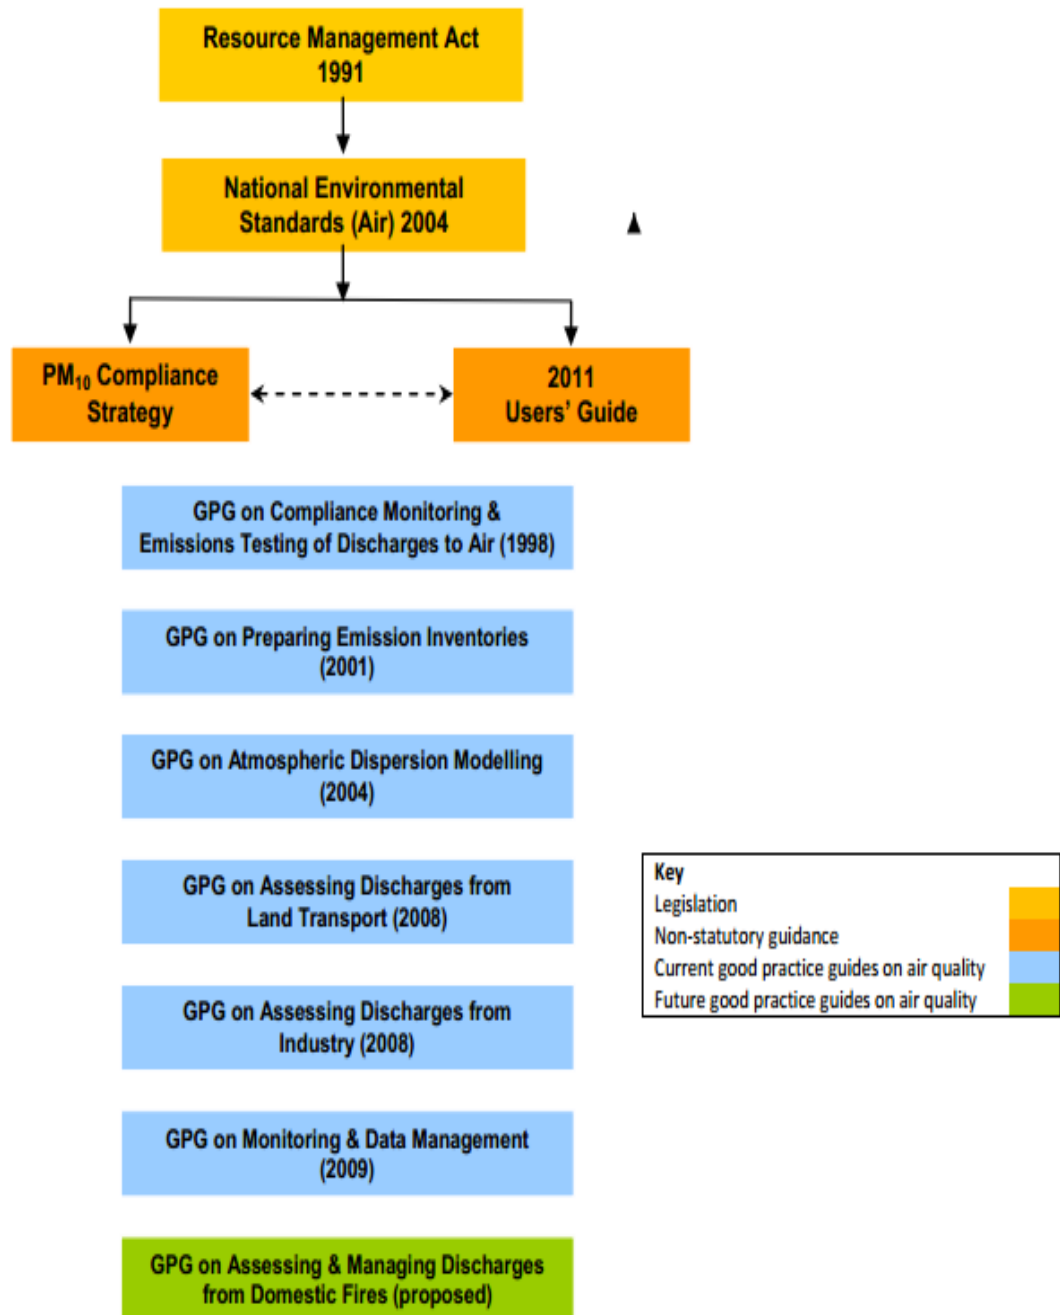 Resource Management Act
1991
National Environmental
Standards (Air) 2004
PM₁₀ Compliance
Strategy
2011
Users' Guide
GPG on Compliance Monitoring &
Emissions Testing of Discharges to Air (1998)
GPG on Preparing Emission Inventories
(2001)
GPG on Atmospheric Dispersion Modelling
(2004)
GPG on Assessing Discharges from
Land Transport (2008)
GPG on Assessing Discharges from
Industry (2008)
GPG on Monitoring & Data Management
(2009)
GPG on Assessing & Managing Discharges
from Domestic Fires (proposed)
Key
Legislation
Non-statutory guidance
Current good practice guides on air quality
Future good practice guides on air quality